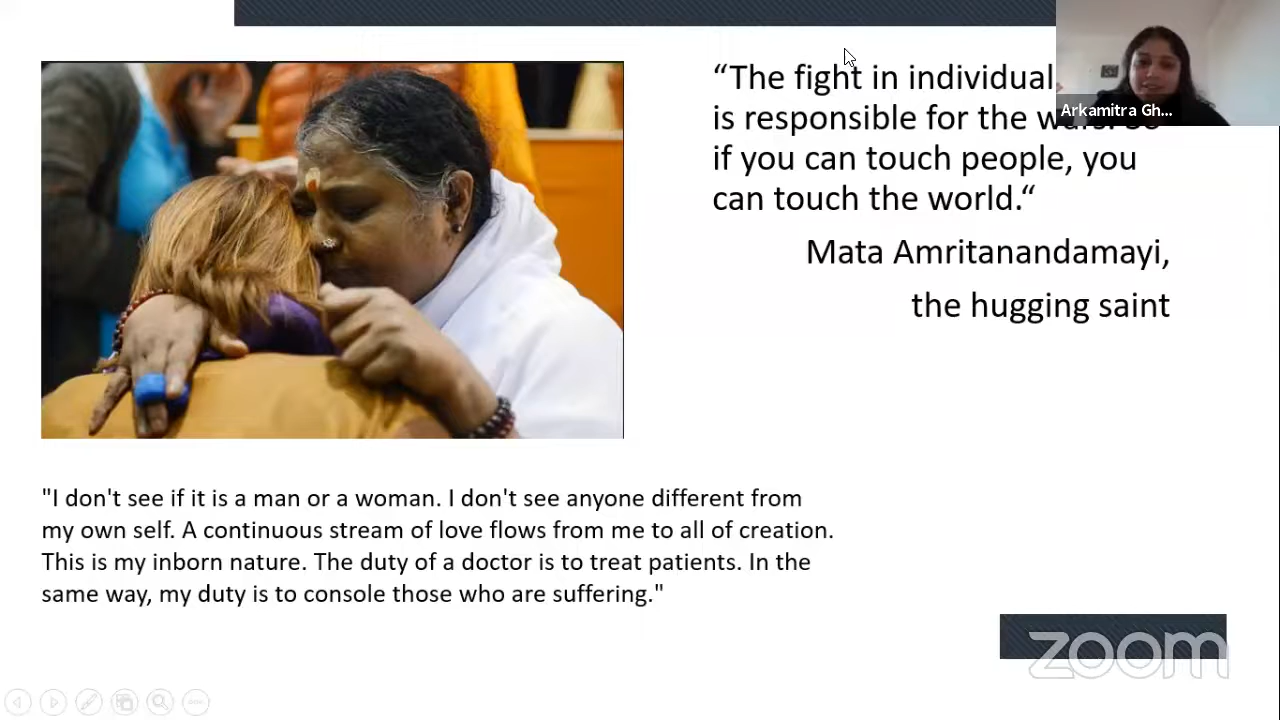 “The fight in individual
is responsible for the wars. So
if you can touch people, you
can touch the world.“
Mata Amritanandamayi,
the hugging saint
Arkamitra Gh...
"I don't see if it is a man or a woman. I don't see anyone different from
my own self. A continuous stream of love flows from me to all of creation.
This is my inborn nature. The duty of a doctor is to treat patients. In the
same way, my duty is to console those who are suffering."
zoom